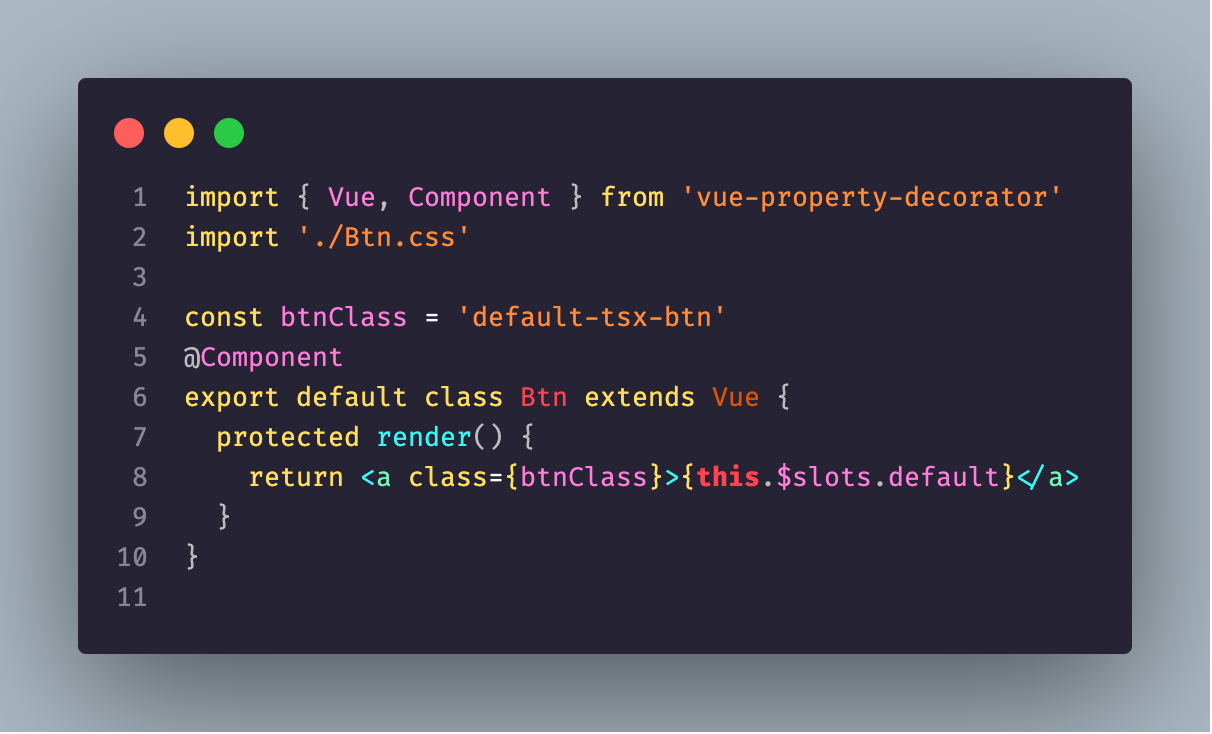 1 import { Vue, Component } from 'vue-property-decorator'
2 import './Btn.css'
3
4 const btnClass = 'default-tsx-btn'
5 @Component
6 export default class Btn extends Vue {
7   protected render() {
8     return <a class={btnClass}>{this.$slots.default}</a>
9   }
10 }
11